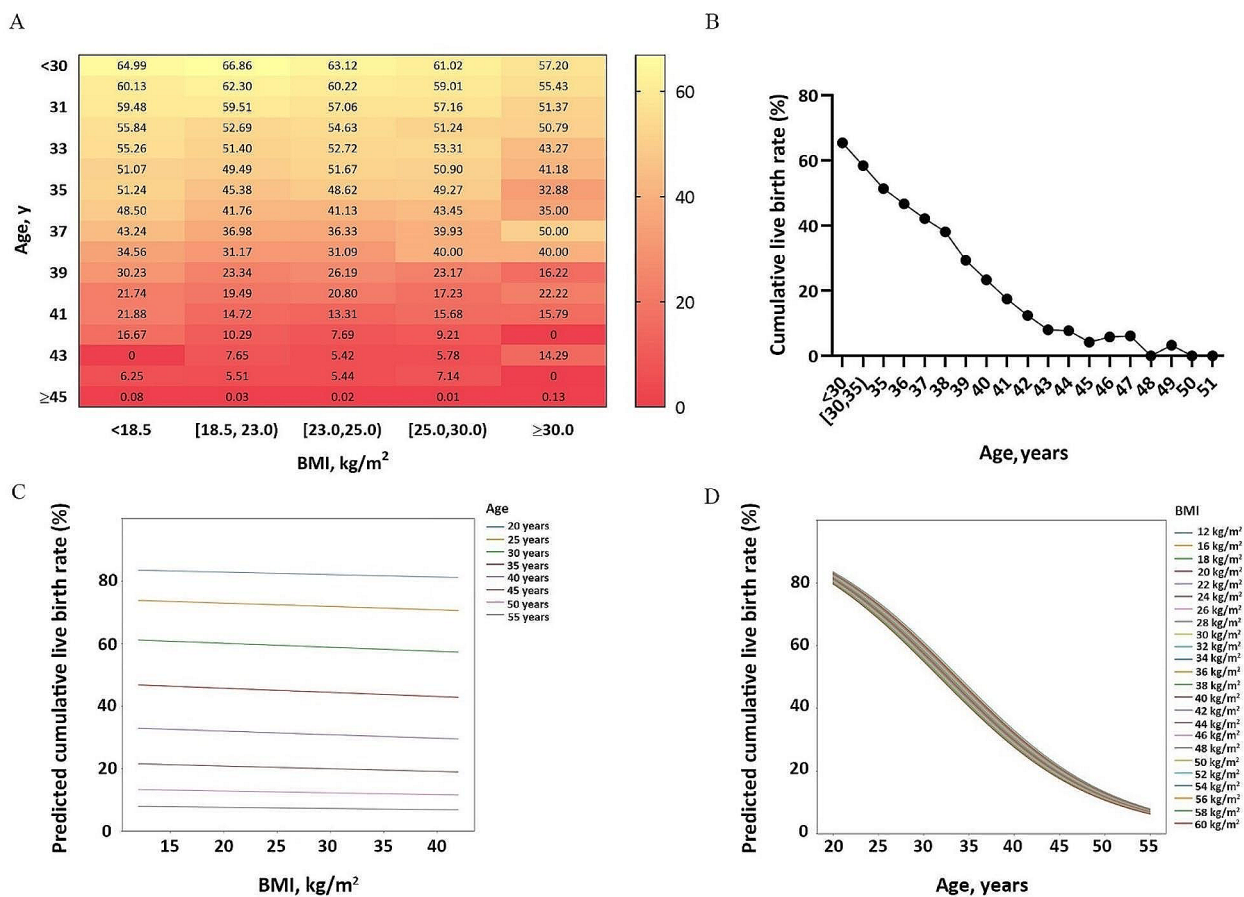 A
<30 64.99 66.86 63.12 61.02 57.20
60.13 62.30 60.22 59.01 55.43
31 59.48 59.51 57.06 57.16 51.37
55.84 52.69 54.63 51.24 50.79
33 55.26 51.40 52.72 53.31 43.27
51.07 49.49 51.67 50.90 41.18
35 51.24 45.38 48.62 49.27 32.88
48.50 41.76 41.13 43.45 35.00
37 43.24 36.98 36.33 39.93 50.00
34.56 31.17 31.09 40.00 40.00
39 30.23 23.34 26.19 23.17 16.22
21.74 19.49 20.80 17.23 22.22
41 21.88 14.72 13.31 15.68 15.79
16.67 10.29 7.69 9.21 0
43 0 7.65 5.42 5.78 14.29
6.25 5.51 5.44 7.14 0
≥45 0.08 0.03 0.02 0.01 0.13
<18.5 [18.5, 23.0) [23.0,25.0) [25.0,30.0) ≥30.0
BMI, kg/m²
Age, y
60
40
20
0
B
Cumulative live birth rate (%)
80
60
40
20
0
<30 [30,35) 35 36 37 38 39 40 41 42 43 44 45 46 47 48 49 50 51
Age, years
C
Predicted cumulative live birth rate (%)
80
60
40
20
0
15 20 25 30 35 40
BMI, kg/m²
Age
20 years
25 years
30 years
35 years
40 years
45 years
50 years
55 years
D
Predicted cumulative live birth rate (%)
80
60
40
20
0
20 25 30 35 40 45 50 55
Age, years
BMI
12 kg/m²
16 kg/m²
18 kg/m²
20 kg/m²
22 kg/m²
24 kg/m²
26 kg/m²
28 kg/m²
30 kg/m²
32 kg/m²
34 kg/m²
36 kg/m²
38 kg/m²
40 kg/m²
42 kg/m²
44 kg/m²
46 kg/m²
48 kg/m²
50 kg/m²
52 kg/m²
54 kg/m²
56 kg/m²
58 kg/m²
60 kg/m²